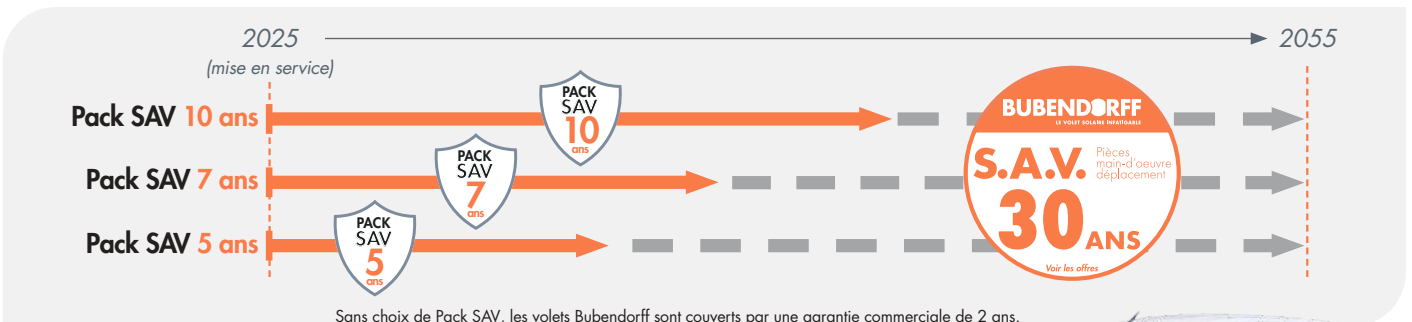 2025
2055
(mise en service)
Pack SAV 10 ans
PACK
SAV
10
ans
Pack SAV 7 ans
PACK
SAV
7
ans
Pack SAV 5 ans
PACK
SAV
5
ans
BUBENDORFF
LE VOLET SOLAIRE INFATIGABLE
S.A.V.
Pièces
main-d'oeuvre
déplacement
30 ANS
Voir les offres
Sans choix de Pack SAV, les volets Bubendorff sont couverts par une garantie commerciale de 2 ans.